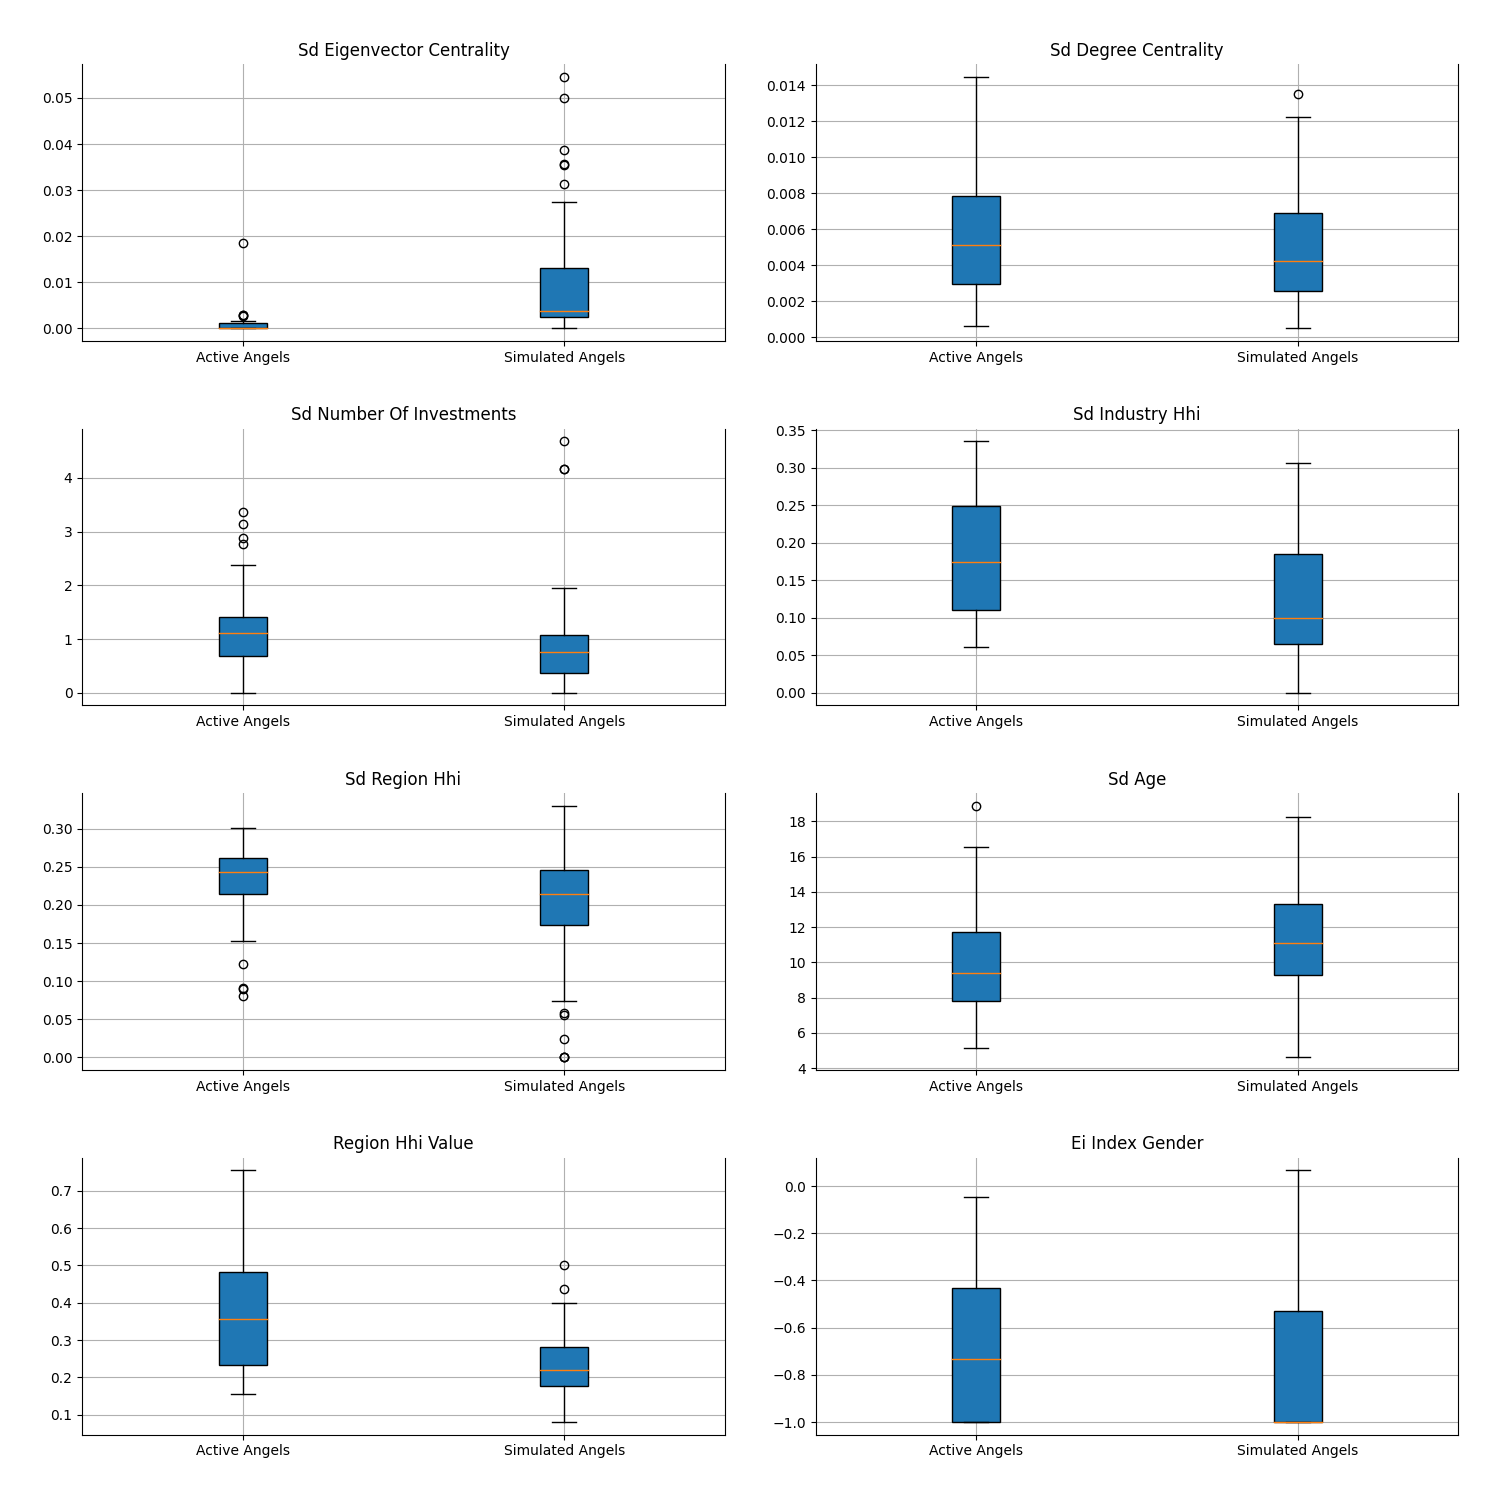 Sd Eigenvector Centrality
0.05
0.04
0.03
0.02
0.01
0.00
Active Angels
Simulated Angels
Sd Degree Centrality
0.014
0.012
0.010
0.008
0.006
0.004
0.002
0.000
Active Angels
Simulated Angels
Sd Number Of Investments
4
3
2
1
0
Active Angels
Simulated Angels
Sd Industry Hhi
0.35
0.30
0.25
0.20
0.15
0.10
0.05
0.00
Active Angels
Simulated Angels
Sd Region Hhi
0.30
0.25
0.20
0.15
0.10
0.05
0.00
Active Angels
Simulated Angels
Sd Age
18
16
14
12
10
8
6
4
Active Angels
Simulated Angels
Region Hhi Value
0.7
0.6
0.5
0.4
0.3
0.2
0.1
Active Angels
Simulated Angels
Ei Index Gender
0.0
−0.2
−0.4
−0.6
−0.8
−1.0
Active Angels
Simulated Angels